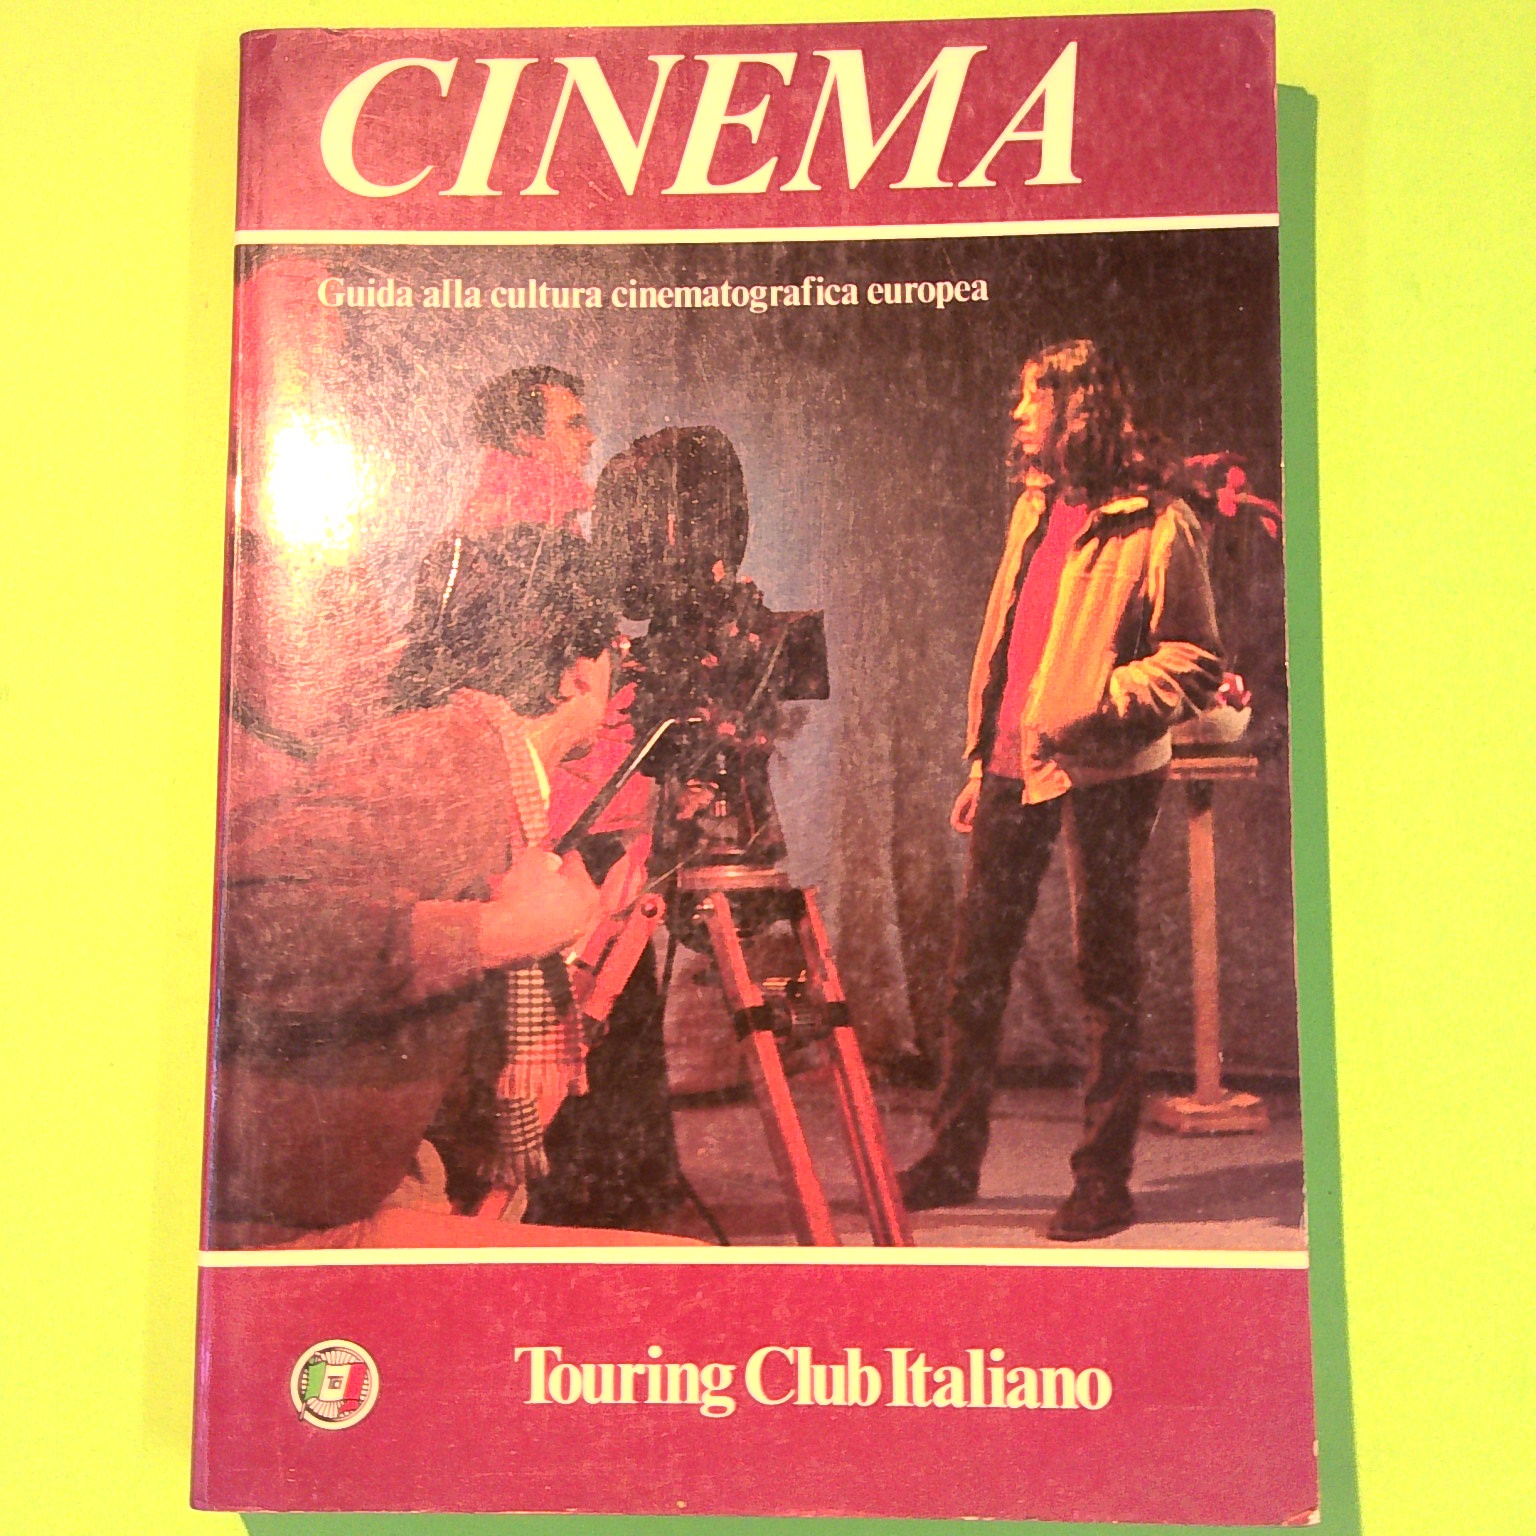 CINEMA
Guida alla cultura cinematografica europea
Touring Club Italiano